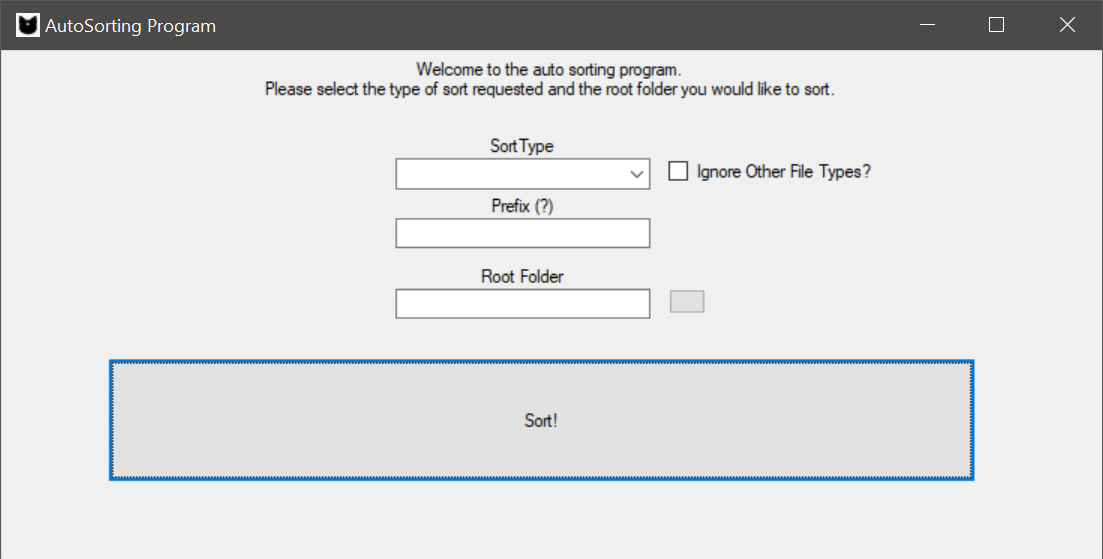 AutoSorting Program
Welcome to the auto sorting program.
Please select the type of sort requested and the root folder you would like to sort.
SortType
Ignore Other File Types?
Prefix (?)
Root Folder
Sort!